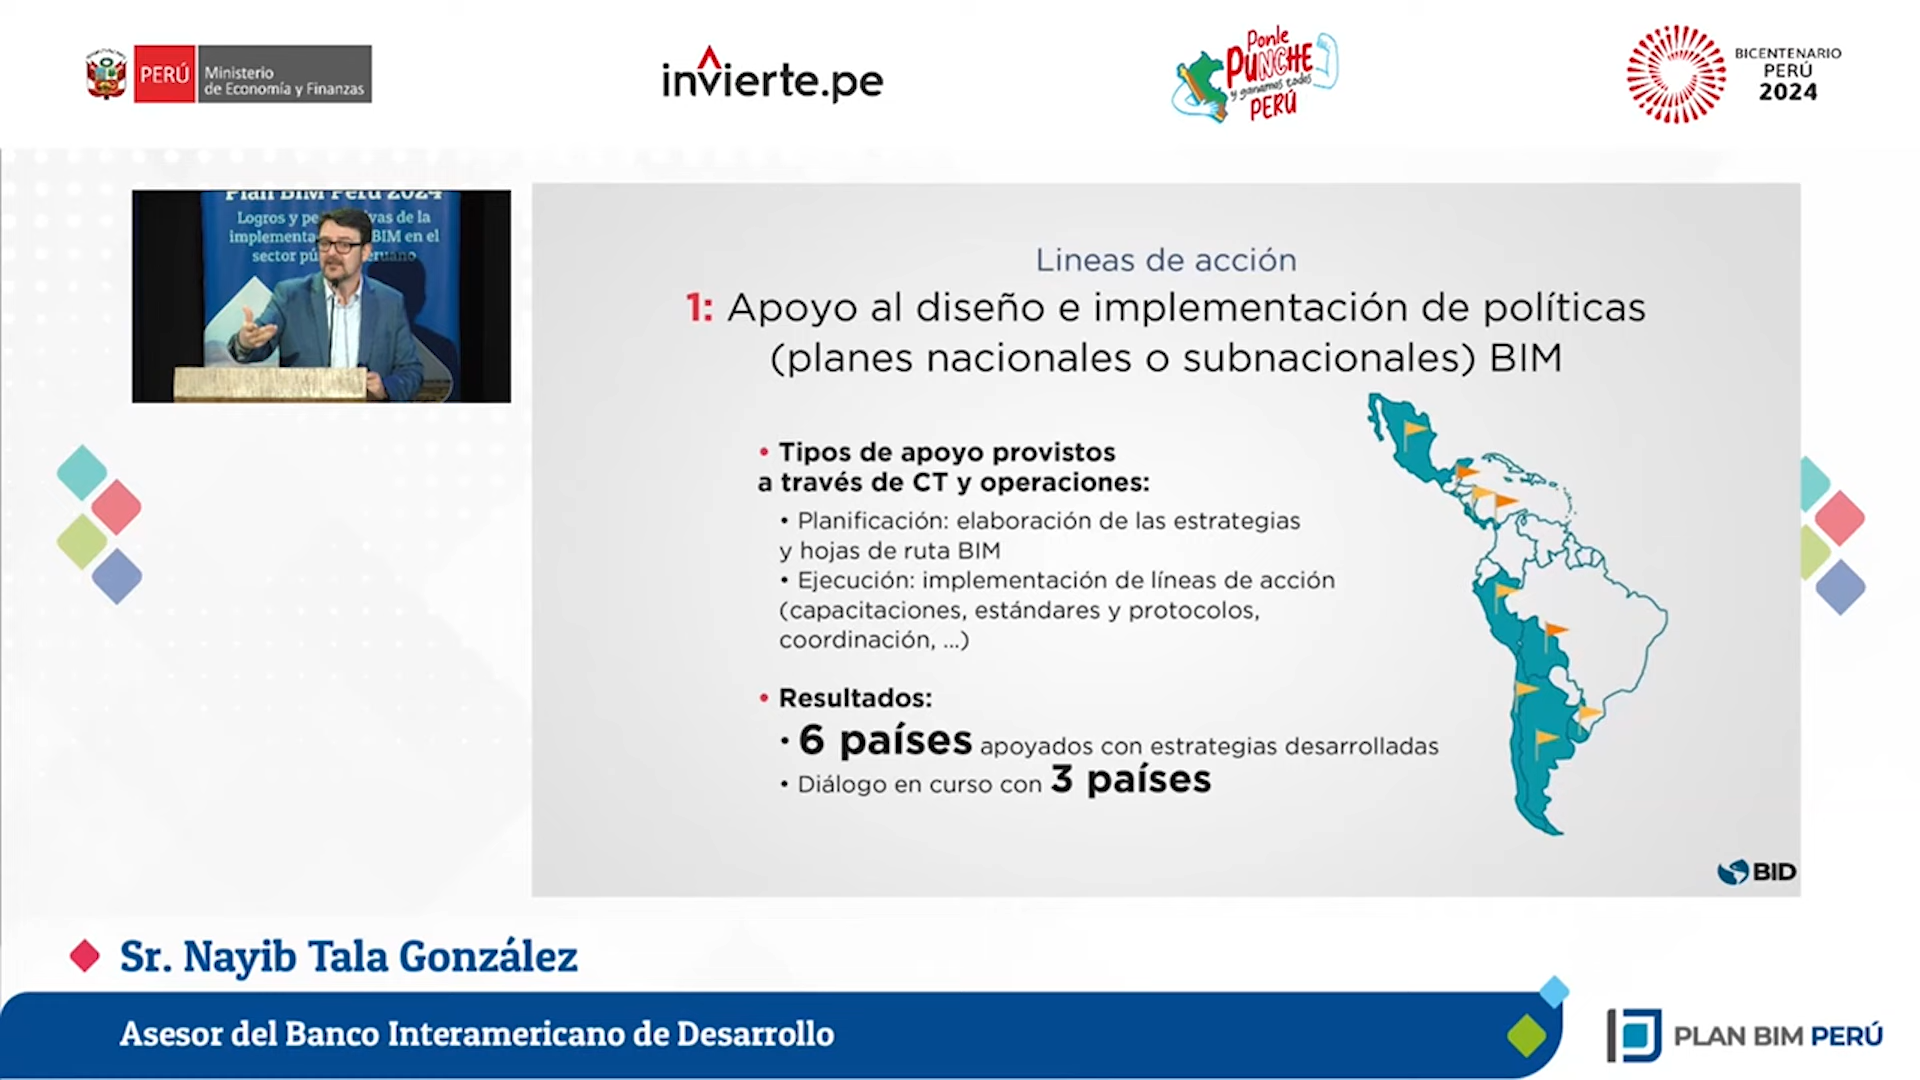 PERÚ
Ministerio
de Economía y Finanzas
invierte.pe
Ponle
PUNCHE
y ganamos todos
PERÚ
BICENTENARIO
PERÚ
2024
Plan BIM Perú 2024
Logros y
vas de la
BIM en el
sector
Lineas de acción
1: Apoyo al diseño e implementación de políticas
(planes nacionales o subnacionales) BIM
• Tipos de apoyo provistos
a través de CT y operaciones:
• Planificación: elaboración de las estrategias
y hojas de ruta BIM
• Ejecución: implementación de líneas de acción
(capacitaciones, estándares y protocolos,
coordinación, ...)
• Resultados:
• 6 países apoyados con estrategias desarrolladas
• Diálogo en curso con 3 países
BID
Sr. Nayib Tala González
Asesor del Banco Interamericano de Desarrollo
PLAN BIM PERÚ